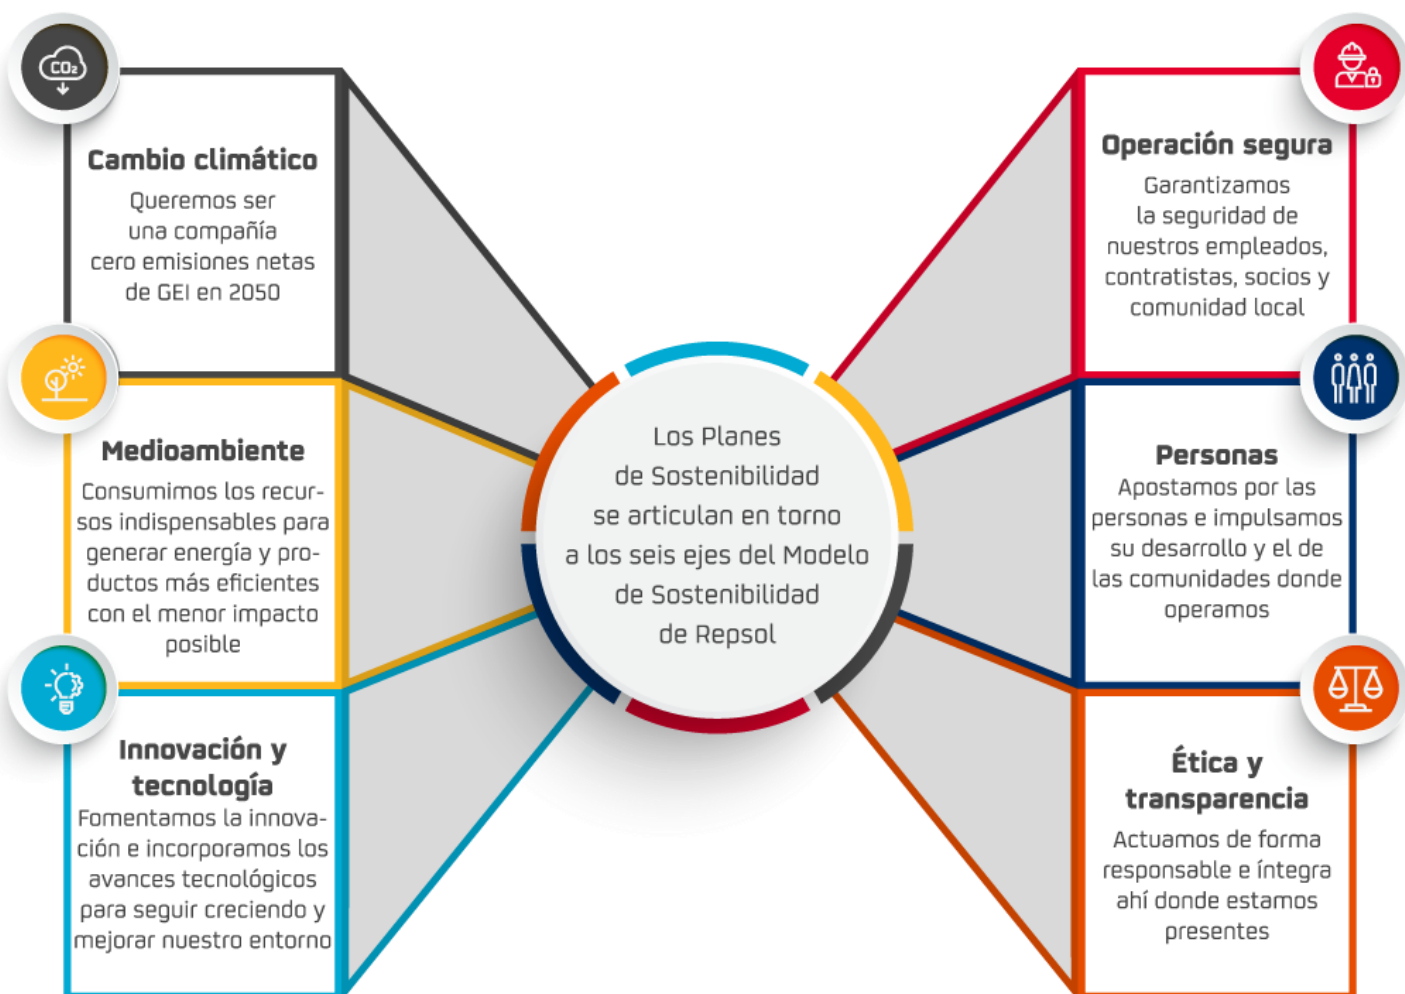 CO₂
Cambio climático
Queremos ser
una compañía
cero emisiones netas
de GEI en 2050
Medioambiente
Consumimos los recur-
sos indispensables para
generar energía y pro-
ductos más eficientes
con el menor impacto
posible
Innovación y
tecnología
Fomentamos la innova-
ción e incorporamos los
avances tecnológicos
para seguir creciendo y
mejorar nuestro entorno
Los Planes
de Sostenibilidad
se articulan en torno
a los seis ejes del Modelo
de Sostenibilidad
de Repsol
Operación segura
Garantizamos
la seguridad de
nuestros empleados,
contratistas, socios y
comunidad local
Personas
Apostamos por las
personas e impulsamos
su desarrollo y el de
las comunidades donde
operamos
Ética y
transparencia
Actuamos de forma
responsable e íntegra
ahí donde estamos
presentes